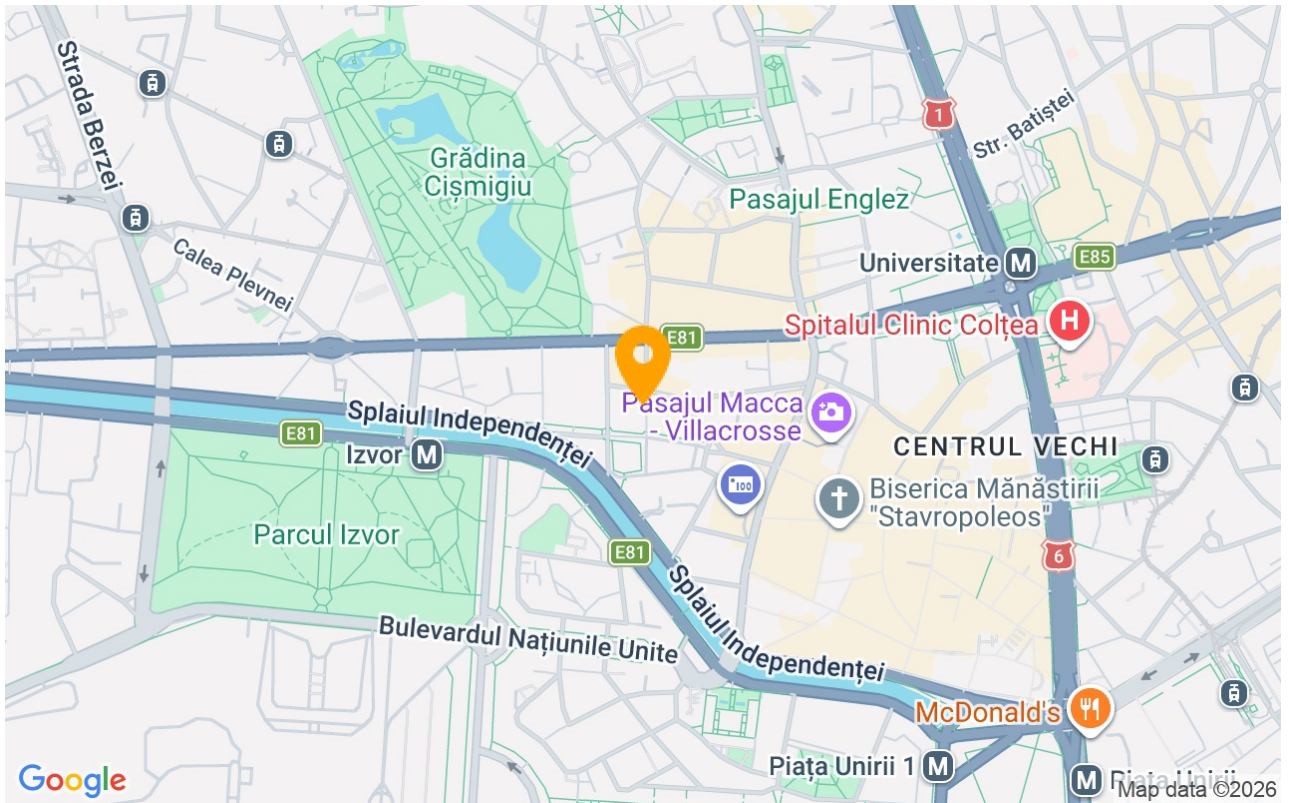 Strada Berzei
Grădina
Cișmigiu
1
Str. Batiștei
Pasajul Englez
Calea Plevnei
Universitate M
E85
Spitalul Clinic Colțea H
E81
Pasajul Macca
- Villacrosse
Splaiul Independenței
E81
Izvor M
CENTRUL VECHI
100
Biserica Mănăstirii
"Stavropoleos"
Parcul Izvor
E81
6
Splaiul Independenței
Bulevardul Națiunile Unite
McDonald's
Piața Unirii 1 M
M Piața Unirii
Google
Map data ©2026